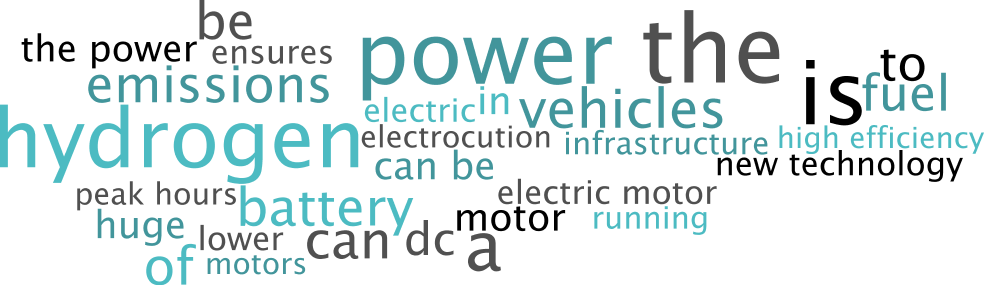 be
the power
ensures
power
the
to
is
emissions
fuel
electric
in
vehicles
hydrogen
electrocution
infrastructure
high efficiency
can be
new technology
peak hours
battery
electric motor
huge
motor
running
lower
can
dc
a
of
motors